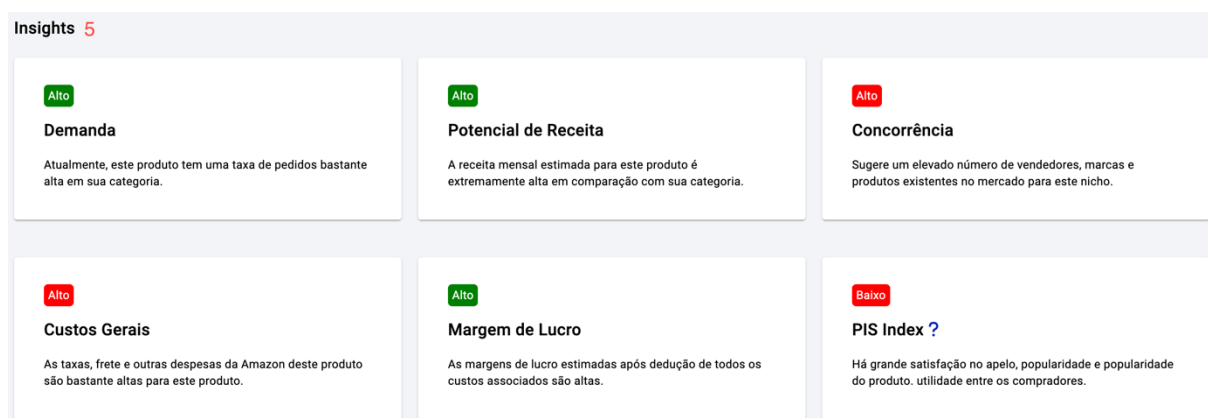 Insights 5
Alto
Demanda
Atualmente, este produto tem uma taxa de pedidos bastante
alta em sua categoria.
Alto
Potencial de Receita
A receita mensal estimada para este produto é
extremamente alta em comparação com sua categoria.
Alto
Concorrência
Sugere um elevado número de vendedores, marcas e
produtos existentes no mercado para este nicho.
Alto
Custos Gerais
As taxas, frete e outras despesas da Amazon deste produto
são bastante altas para este produto.
Alto
Margem de Lucro
As margens de lucro estimadas após dedução de todos os
custos associados são altas.
Baixo
PIS Index ?
Há grande satisfação no apelo, popularidade e popularidade
do produto. utilidade entre os compradores.